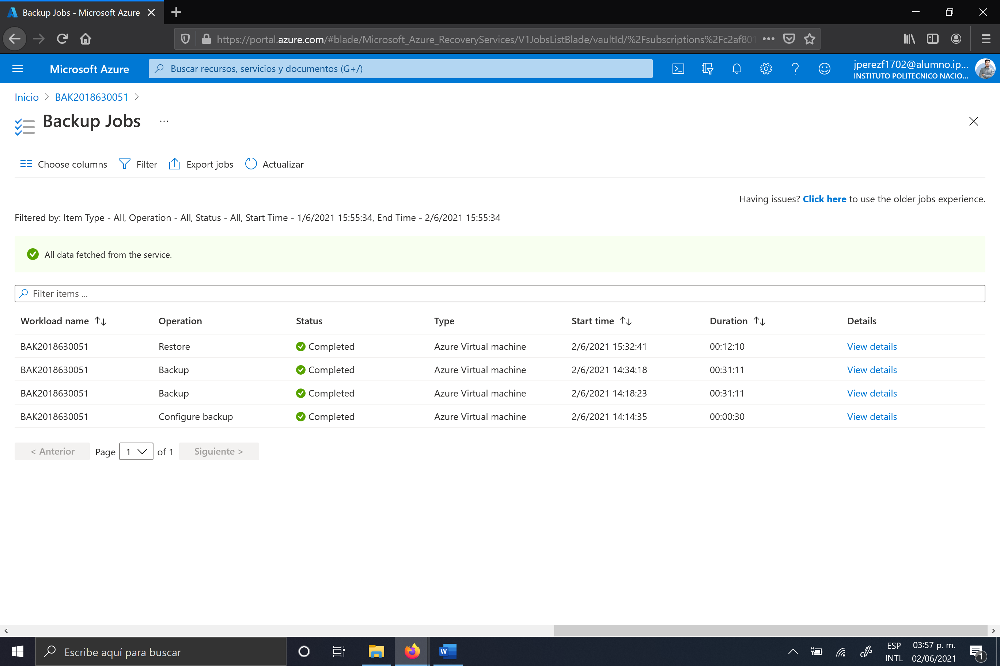 Backup Jobs - Microsoft Azure
https://portal.azure.com/#blade/Microsoft_Azure_RecoveryServices/V1JobsListBlade/vaultId/%2Fsubscriptions%2Fc2af801
Microsoft Azure
Buscar recursos, servicios y documentos (G+/)
jperezf1702@alumno.ip...
INSTITUTO POLITECNICO NACIO...
Inicio > BAK2018630051 >
Backup Jobs ...
Choose columns Filter Export jobs Actualizar
Having issues? Click here to use the older jobs experience.
Filtered by: Item Type - All, Operation - All, Status - All, Start Time - 1/6/2021 15:55:34, End Time - 2/6/2021 15:55:34
All data fetched from the service.
Filter items ...
Workload name Operation Status Type Start time Duration Details
BAK2018630051 Restore Completed Azure Virtual machine 2/6/2021 15:32:41 00:12:10 View details
BAK2018630051 Backup Completed Azure Virtual machine 2/6/2021 14:34:18 00:31:11 View details
BAK2018630051 Backup Completed Azure Virtual machine 2/6/2021 14:18:23 00:31:11 View details
BAK2018630051 Configure backup Completed Azure Virtual machine 2/6/2021 14:14:35 00:00:30 View details
< Anterior Page 1 of 1 Siguiente >
Escribe aquí para buscar
W
ESP
INTL
03:57 p. m.
02/06/2021
1